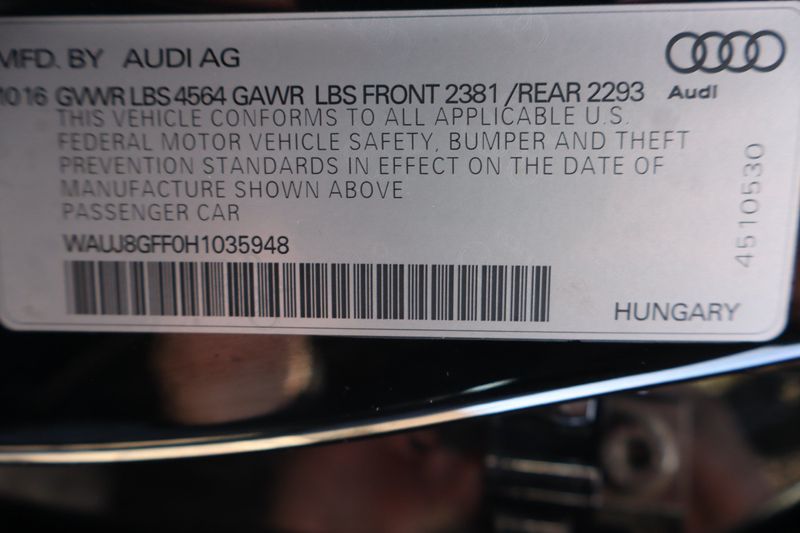 MFD. BY AUDI AG
1016 GVWR LBS 4564 GAWR LBS FRONT 2381 /REAR 2293
Audi
THIS VEHICLE CONFORMS TO ALL APPLICABLE U.S.
FEDERAL MOTOR VEHICLE SAFETY, BUMPER AND THEFT
PREVENTION STANDARDS IN EFFECT ON THE DATE OF
MANUFACTURE SHOWN ABOVE
PASSENGER CAR
WAUJ8GFF0H1035948
HUNGARY
4510530